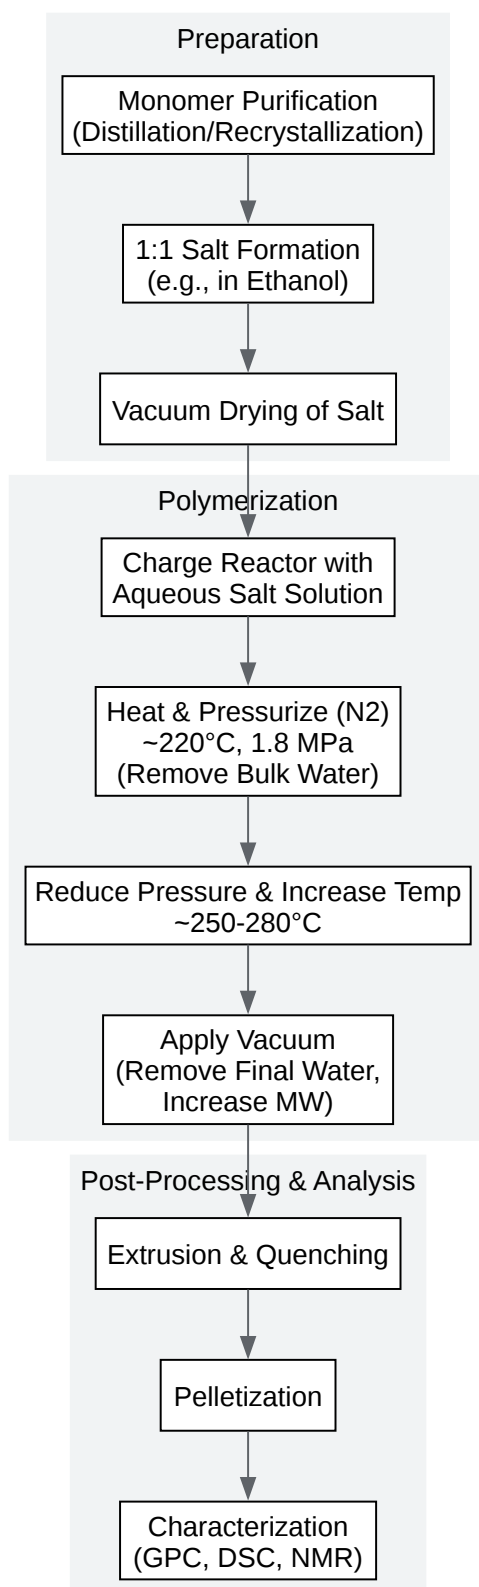 Preparation
Monomer Purification
(Distillation/Recrystallization)
1:1 Salt Formation
(e.g., in Ethanol)
Vacuum Drying of Salt
Polymerization
Charge Reactor with
Aqueous Salt Solution
Heat & Pressurize (N2)
~220°C, 1.8 MPa
(Remove Bulk Water)
Reduce Pressure & Increase Temp
~250-280°C
Apply Vacuum
(Remove Final Water,
Increase MW)
Post-Processing & Analysis
Extrusion & Quenching
Pelletization
Characterization
(GPC, DSC, NMR)